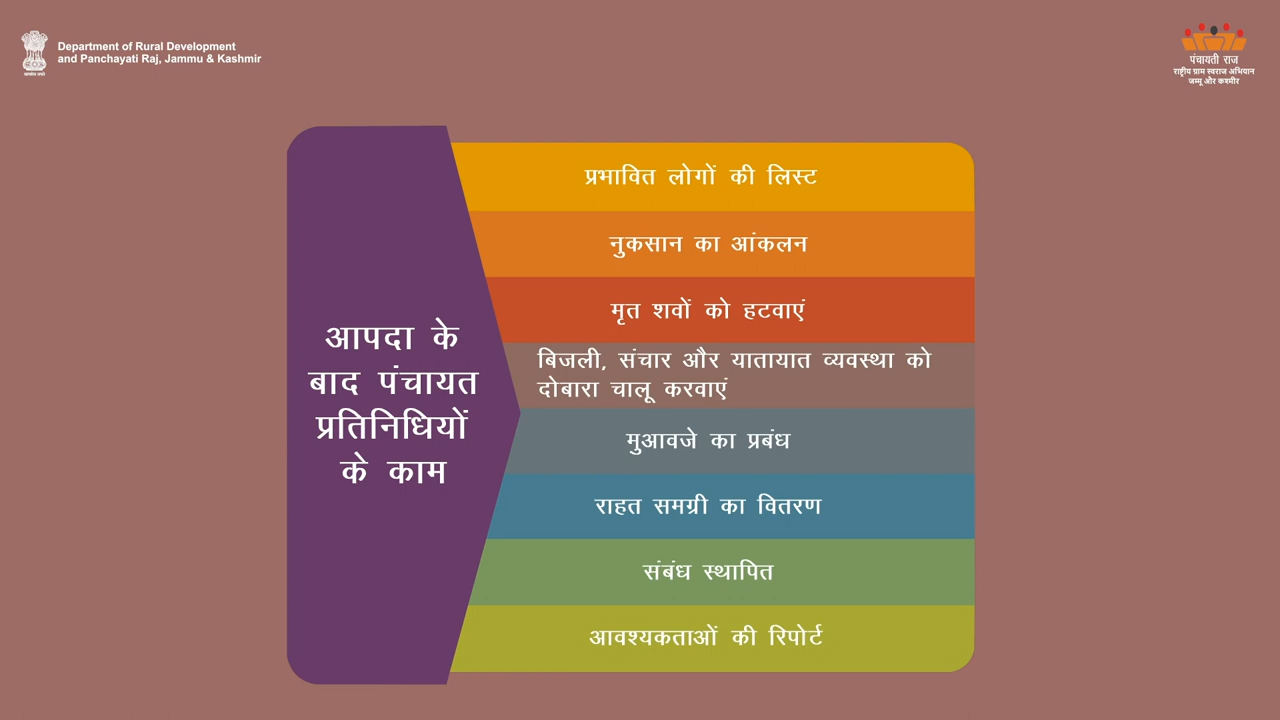 Department of Rural Development
and Panchayati Raj, Jammu & Kashmir
पंचायती राज
राष्ट्रीय ग्राम स्वराज अभियान
जम्मू और कश्मीर
आपदा के
बाद पंचायत
प्रतिनिधियों
के काम
प्रभावित लोगों की लिस्ट
नुकसान का आंकलन
मृत शवों को हटवाएं
बिजली, संचार और यातायात व्यवस्था को
दोबारा चालू करवाएं
मुआवजे का प्रबंध
राहत समग्री का वितरण
संबंध स्थापित
आवश्यकताओं की रिपोर्ट